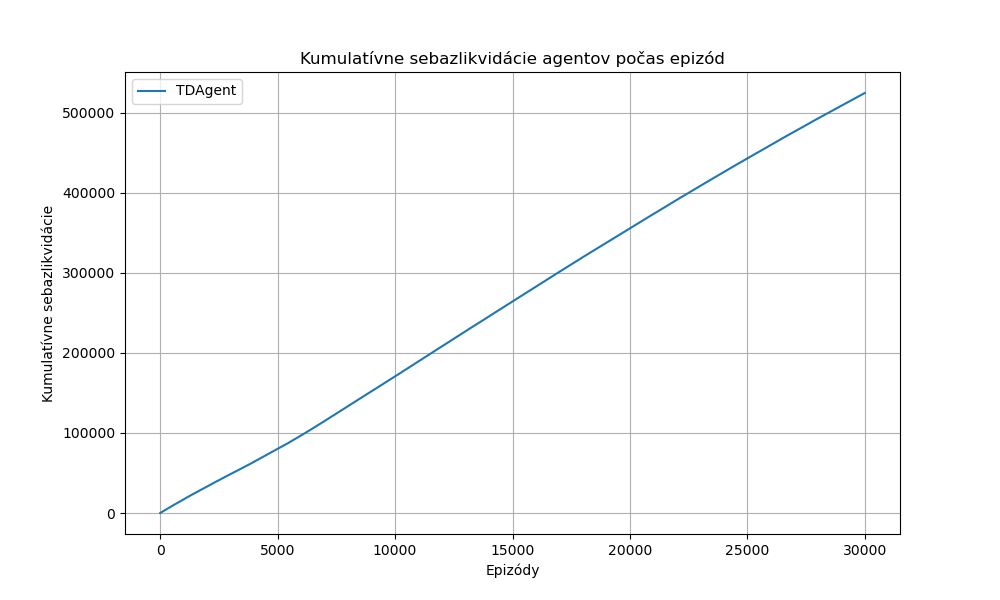 Kumulatívne sebazlikvidácie agentov počas epizód
TDAgent
Kumulatívne sebazlikvidácie
500000
400000
300000
200000
100000
0
0 5000 10000 15000 20000 25000 30000
Epizódy